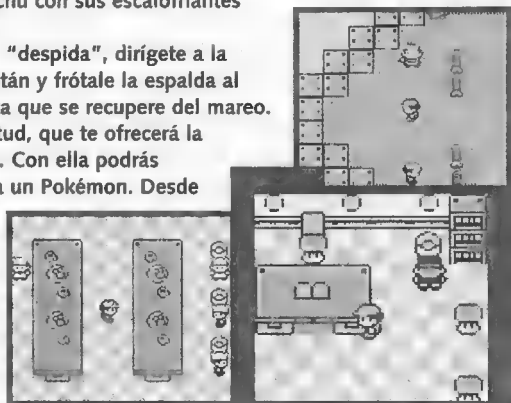 chu con sus escalofriantes
"despida", dirígete a la
tán y frótale la espalda al
a que se recupere del mareo.
tud, que te ofrecerá la
. Con ella podrás
a un Pokémon. Desde